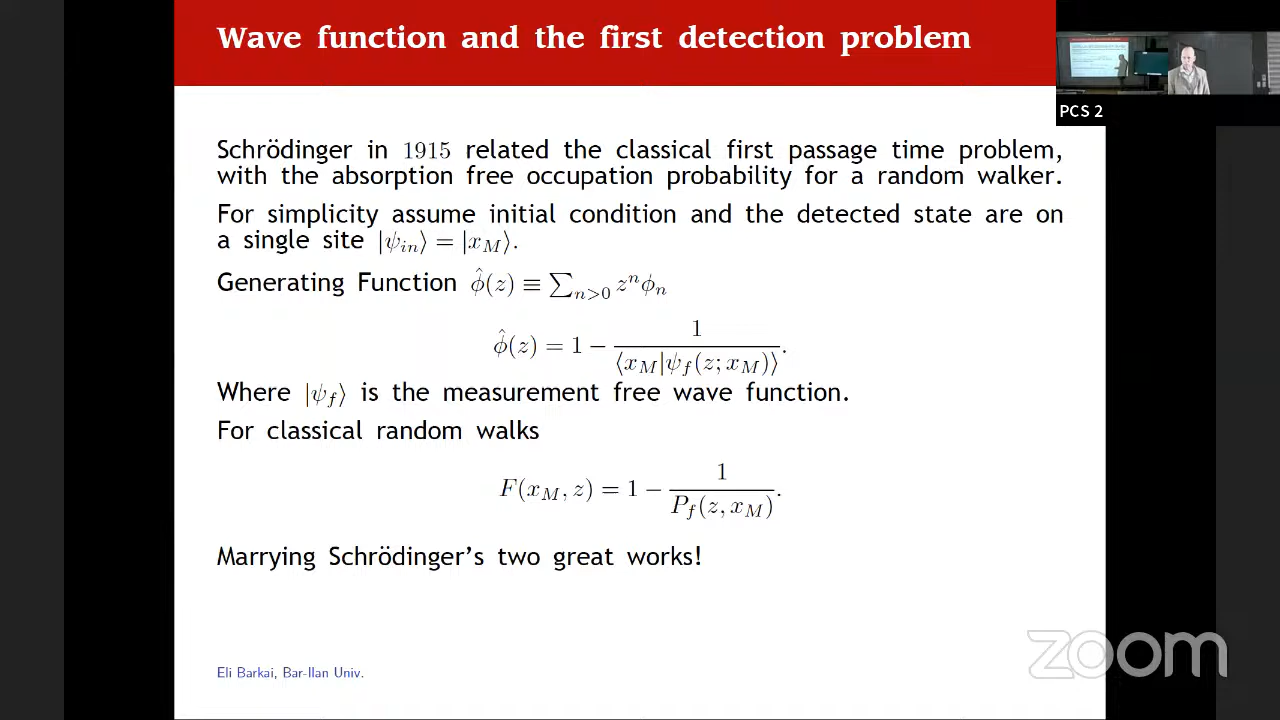 Wave function and the first detection problem
PCS 2
Schrödinger in 1915 related the classical first passage time problem,
with the absorption free occupation probability for a random walker.
For simplicity assume initial condition and the detected state are on
a single site |ψ_{in}⟩ = |x_M⟩.
Generating Function φ̂(z) ≡ ∑_{n>0} z^n φ_n
φ̂(z) = 1 − 1 / ⟨x_M|ψ_f(z; x_M)⟩.
Where |ψ_f⟩ is the measurement free wave function.
For classical random walks
F(x_M, z) = 1 − 1 / P_f(z, x_M).
Marrying Schrödinger's two great works!
Eli Barkai, Bar-Ilan Univ.
zoom